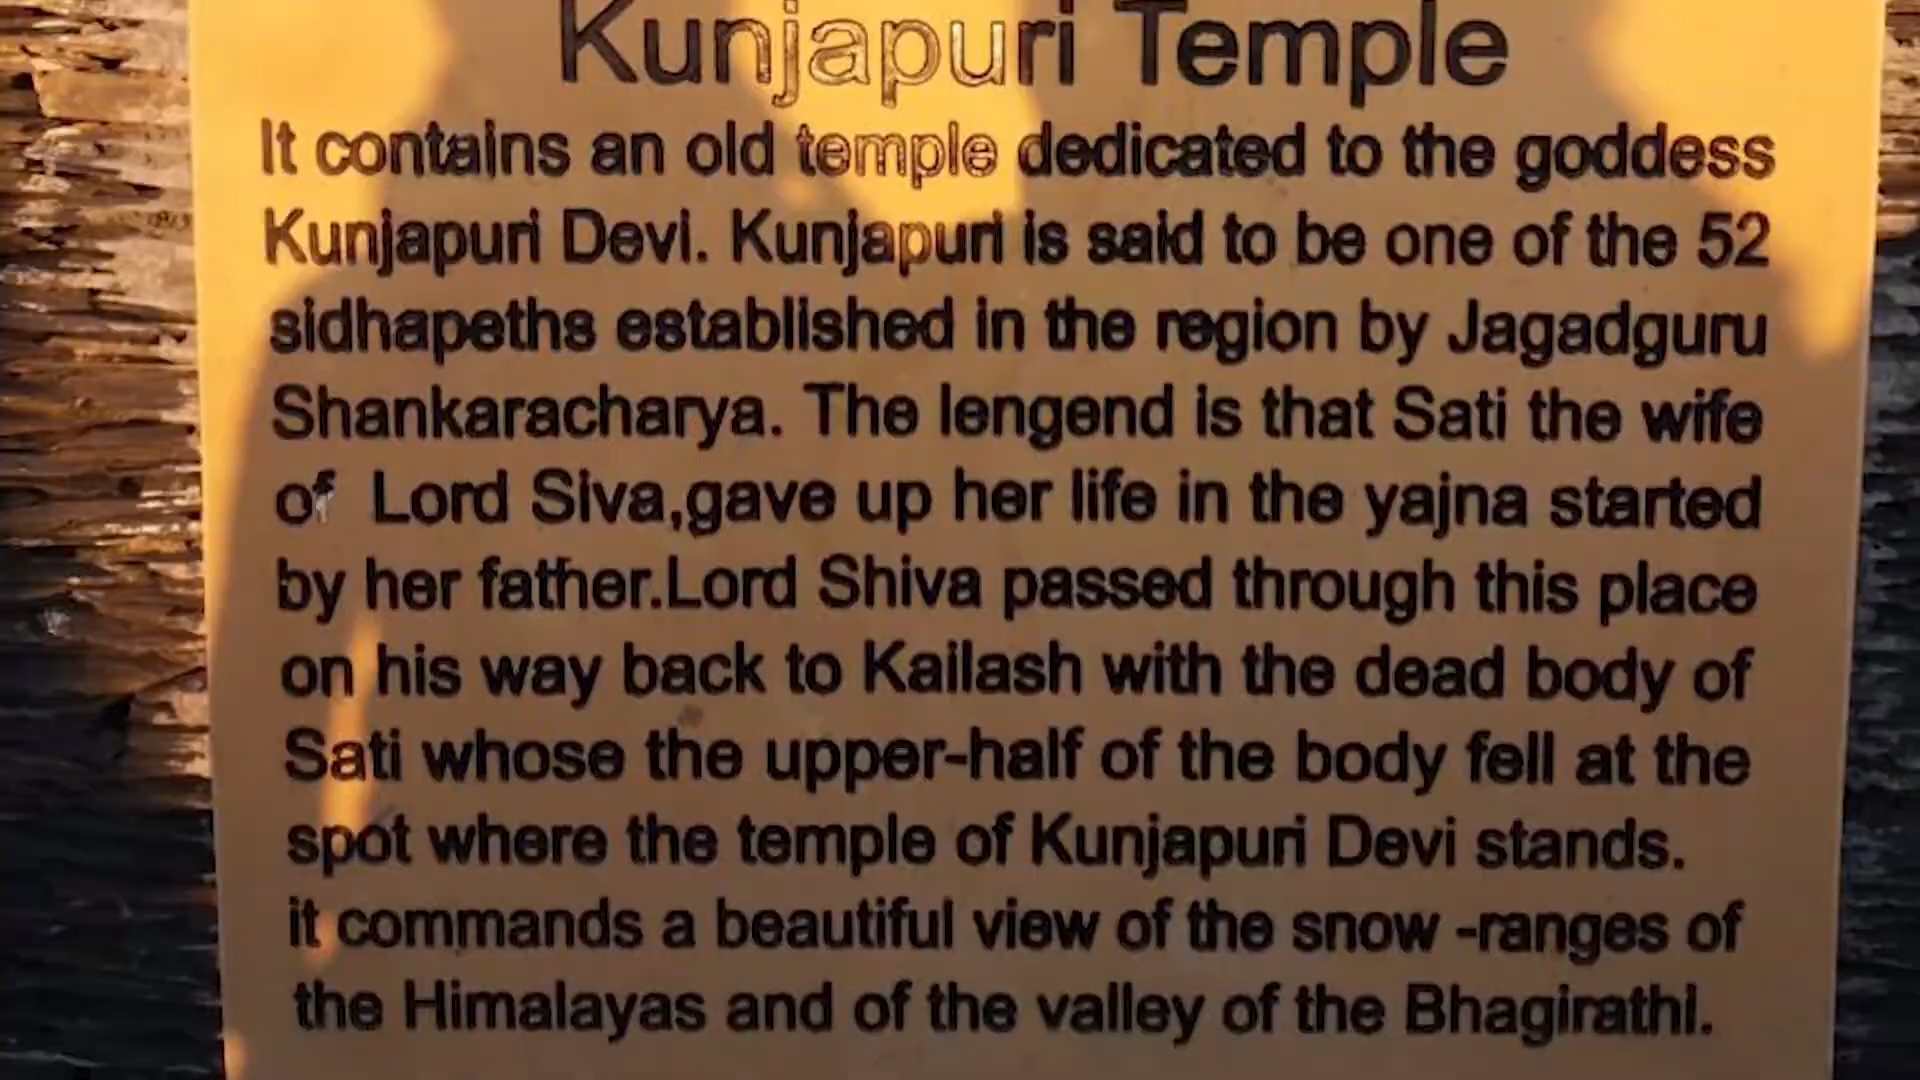 Kunjapuri Temple
It contains an old temple dedicated to the goddess
Kunjapuri Devi. Kunjapuri is said to be one of the 52
sidhapeths established in the region by Jagadguru
Shankaracharya. The lengend is that Sati the wife
of Lord Siva,gave up her life in the yajna started
by her father.Lord Shiva passed through this place
on his way back to Kailash with the dead body of
Sati whose the upper-half of the body fell at the
spot where the temple of Kunjapuri Devi stands.
it commands a beautiful view of the snow -ranges of
the Himalayas and of the valley of the Bhagirathi.